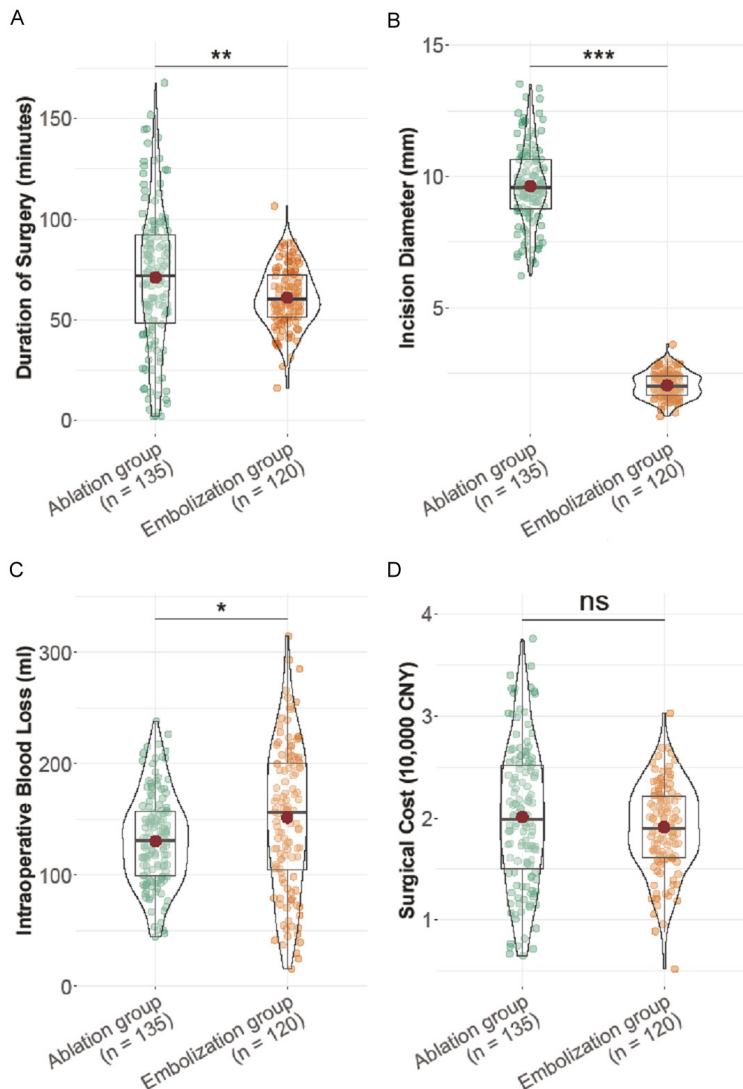 A
**
Duration of Surgery (minutes)
150
100
50
0
Ablation group
(n = 135)
Embolization group
(n = 120)
B
***
Incision Diameter (mm)
15
10
5
Ablation group
(n = 135)
Embolization group
(n = 120)
C
*
Intraoperative Blood Loss (ml)
300
200
100
0
Ablation group
(n = 135)
Embolization group
(n = 120)
D
ns
Surgical Cost (10,000 CNY)
4
3
2
1
Ablation group
(n = 135)
Embolization group
(n = 120)